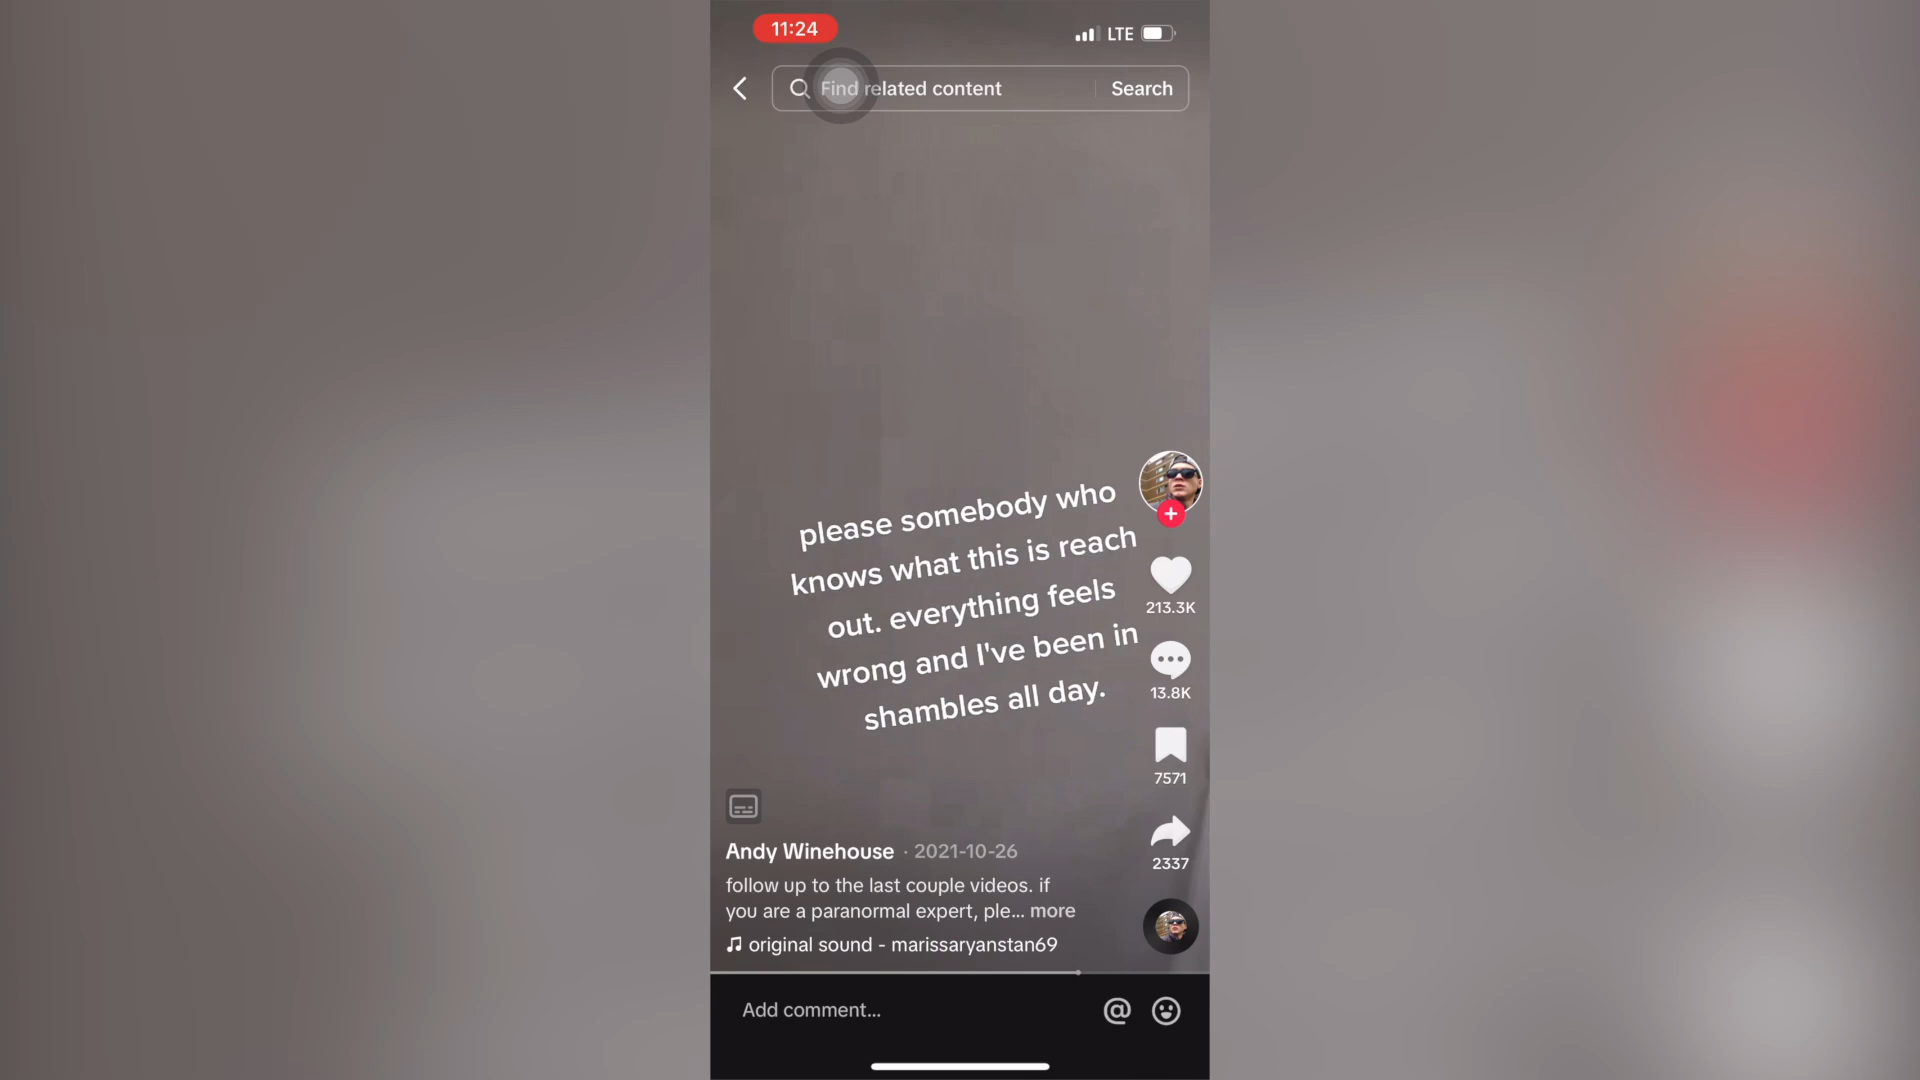 11:24
LTE
Find related content
Search
please somebody who
knows what this is reach
out. everything feels
wrong and I've been in
shambles all day.
213.3K
13.8K
7571
2337
Andy Winehouse · 2021-10-26
follow up to the last couple videos. if
you are a paranormal expert, ple... more
original sound - marissaryanstan69
Add comment...
@